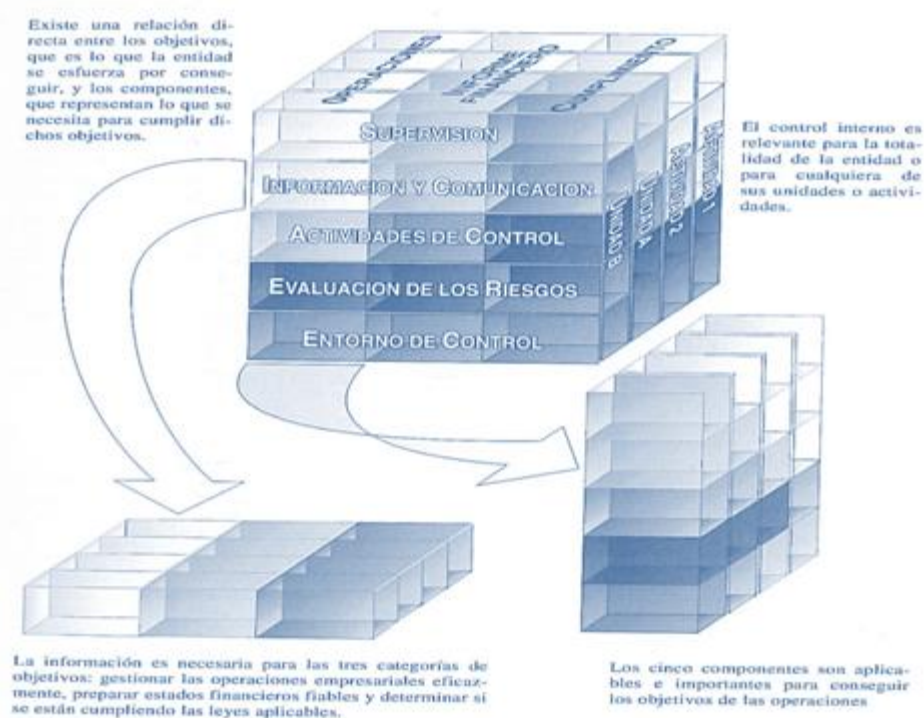 Existe una relación di-
recta entre los objetivos,
que es lo que la entidad
se esfuerza por conse-
guir, y los componentes,
que representan lo que se
necesita para cumplir di-
chos objetivos.
OPERACIONES
INFORME
FINANCIERO
CUMPLIMIENTO
SUPERVISION
INFORMACION Y COMUNICACION
ACTIVIDADES DE CONTROL
EVALUACION DE LOS RIESGOS
ENTORNO DE CONTROL
UNIDAD B
UNIDAD A
ACTIVIDAD 2
ACTIVIDAD 1
El control interno es
relevante para la tota-
lidad de la entidad o
para cualquiera de
sus unidades o activi-
dades.
La información es necesaria para las tres categorías de
objetivos: gestionar las operaciones empresariales eficaz-
mente, preparar estados financieros fiables y determinar si
se están cumpliendo las leyes aplicables.
Los cinco componentes son aplica-
bles e importantes para conseguir
los objetivos de las operaciones